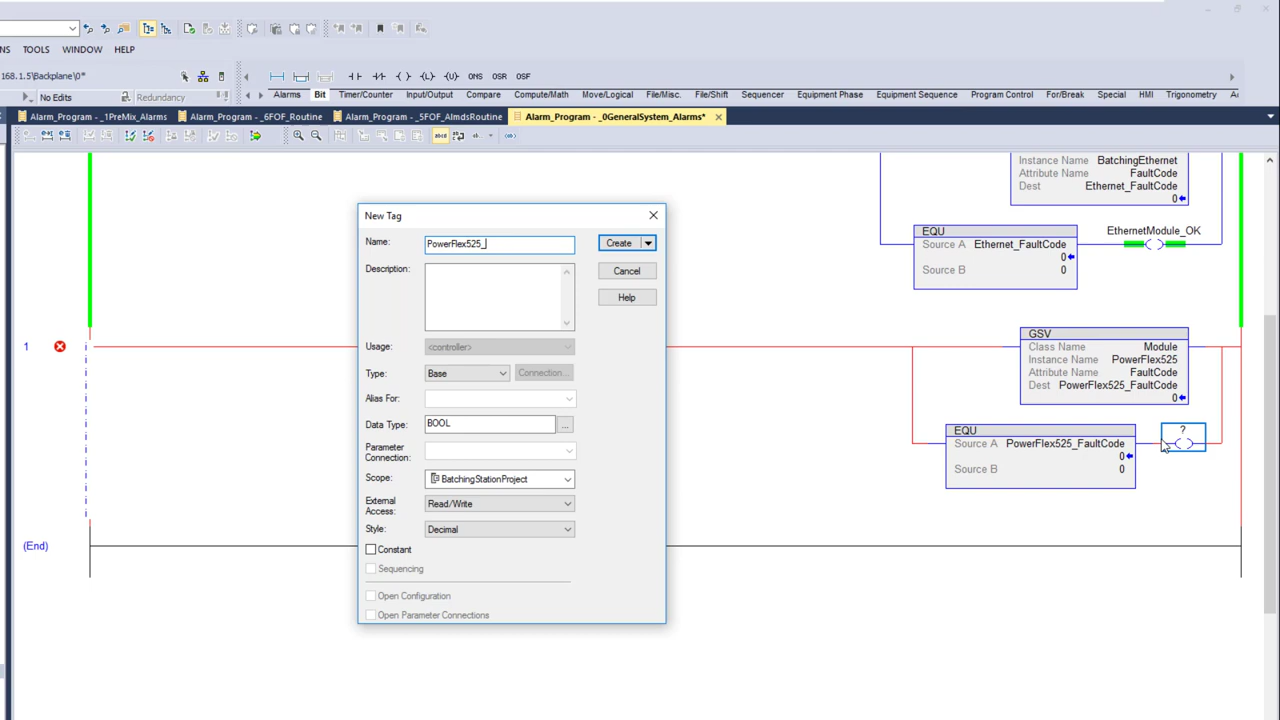 NS TOOLS WINDOW HELP
168.1.5\Backplane\0*
ONS OSR OSF
No Edits Redundancy
Alarms Bit Timer/Counter Input/Output Compare Compute/Math Move/Logical File/Misc. File/Shift Sequencer Equipment Phase Equipment Sequence Program Control For/Break Special HMI Trigonometry
Alarm_Program - _1PreMix_Alarms Alarm_Program - _6FOF_Routine Alarm_Program - _5FOF_AlmdsRoutine Alarm_Program - _0GeneralSystem_Alarms*
Instance Name BatchingEthernet
Attribute Name FaultCode
Dest Ethernet_FaultCode
0
EQU
Source A Ethernet_FaultCode
0
Source B 0
EthernetModule_OK
New Tag
Name: PowerFlex525_
Create
Description:
Cancel
Help
Usage: <controller>
Type: Base Connection...
Alias For:
Data Type: BOOL ...
Parameter
Connection:
Scope: BatchingStationProject
External
Access: Read/Write
Style: Decimal
Constant
Sequencing
Open Configuration
Open Parameter Connections
1
GSV
Class Name Module
Instance Name PowerFlex525
Attribute Name FaultCode
Dest PowerFlex525_FaultCode
0
EQU
Source A PowerFlex525_FaultCode
0
Source B 0
?
(End)